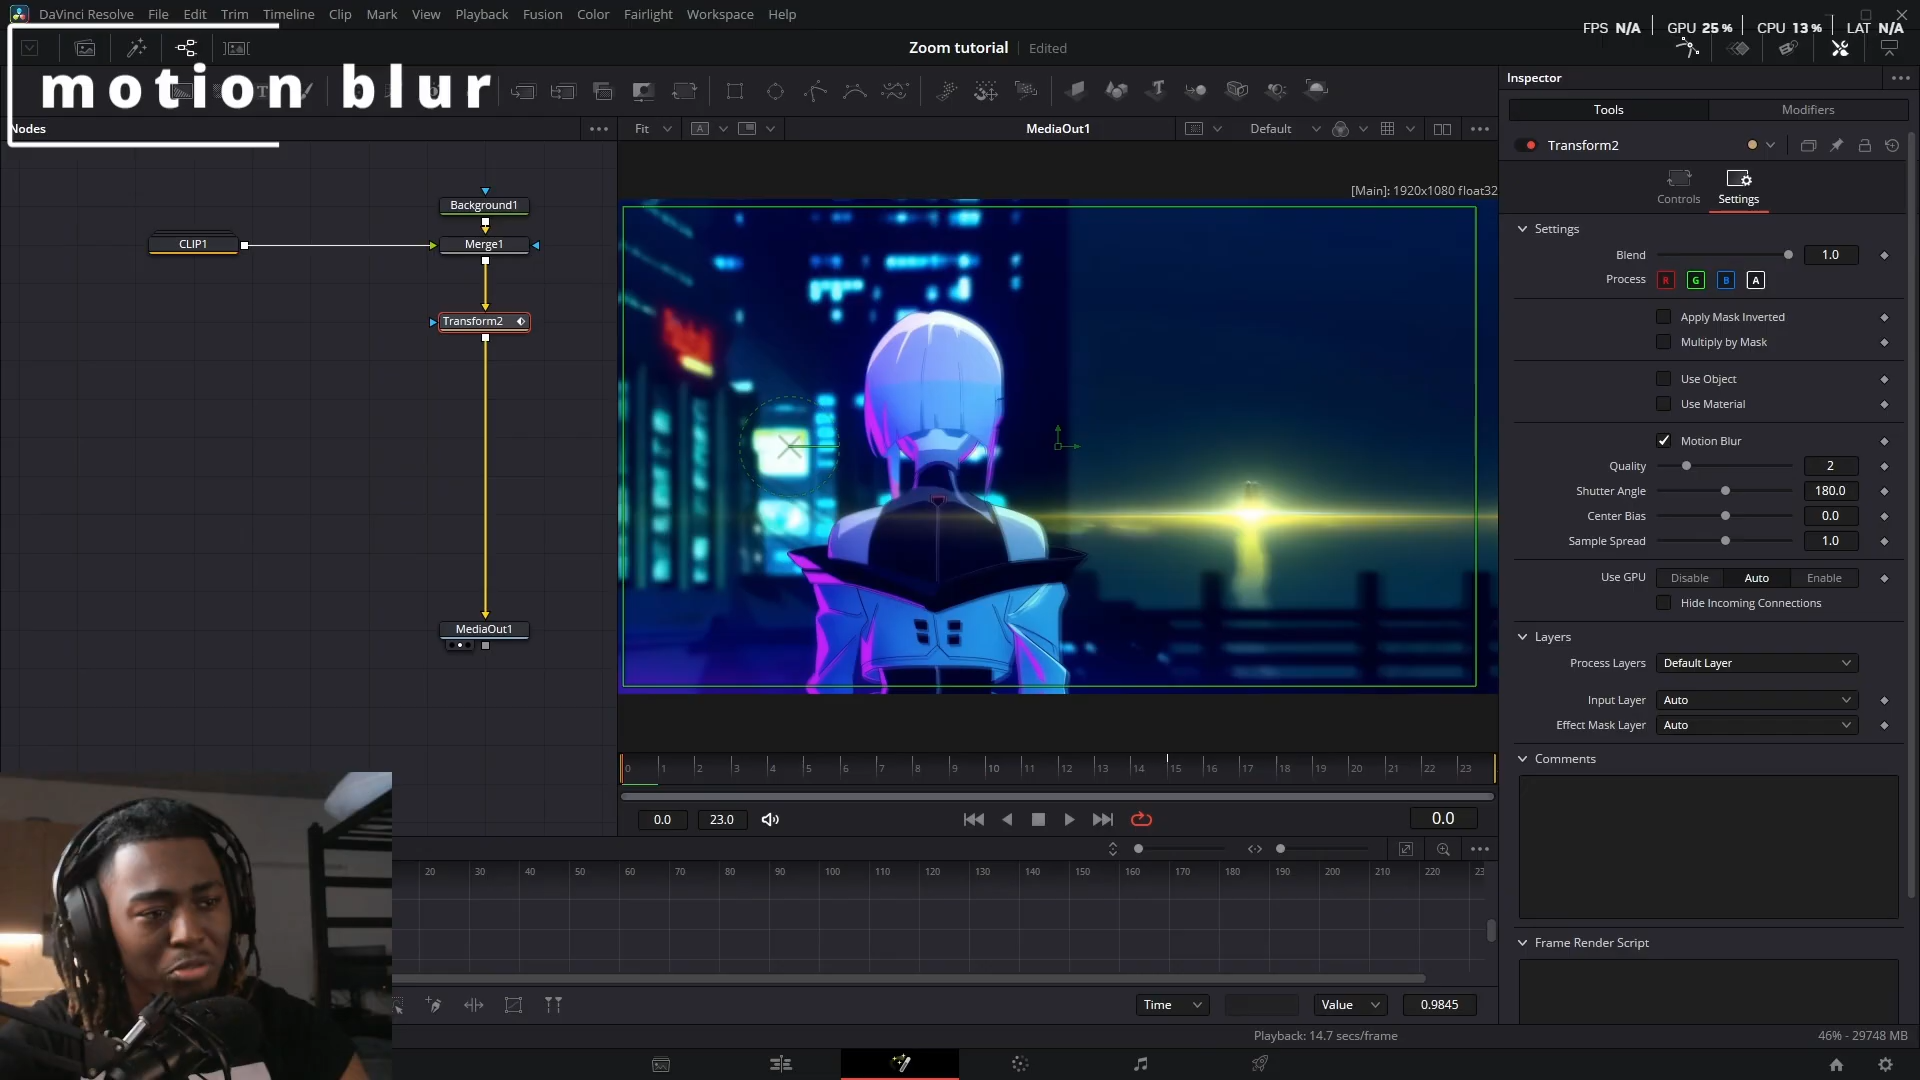 DaVinci Resolve File Edit Trim Timeline Clip Mark View Playback Fusion Color Fairlight Workspace Help
FPS N/A GPU 25 % CPU 13 % LAT N/A
Zoom tutorial Edited
motion blur
Inspector
Tools Modifiers
Nodes
Fit A MediaOut1 Default
Transform2
[Main]: 1920x1080 float32
Controls Settings
Background1
CLIP1
Merge1
Transform2
MediaOut1
Settings
Blend 1.0
Process R G B A
Apply Mask Inverted
Multiply by Mask
Use Object
Use Material
Motion Blur
Quality 2
Shutter Angle 180.0
Center Bias 0.0
Sample Spread 1.0
Use GPU Disable Auto Enable
Hide Incoming Connections
Layers
Process Layers Default Layer
Input Layer Auto
Effect Mask Layer Auto
Comments
Frame Render Script
0 1 2 3 4 5 6 7 8 9 10 11 12 13 14 15 16 17 18 19 20 21 22 23
0.0 23.0 0.0
20 30 40 50 60 70 80 90 100 110 120 130 140 150 160 170 180 190 200 210 220 23
Time Value 0.9845
Playback: 14.7 secs/frame 46% - 29748 MB